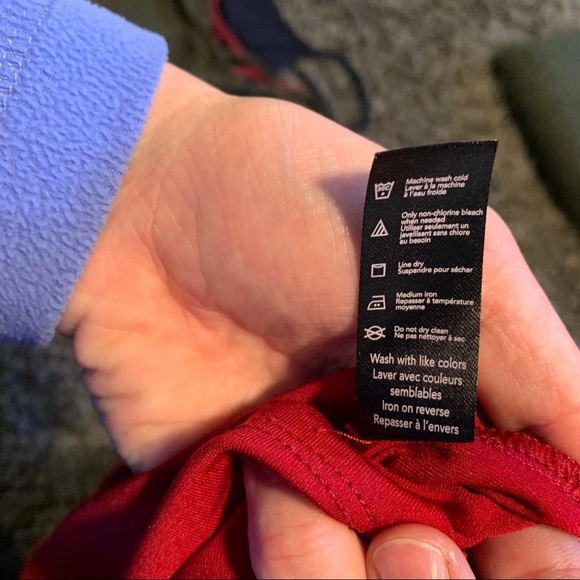 30C
Machine wash cold
Laver à la machine
à l'eau froide
Only non-chlorine bleach
when needed
Utiliser seulement un
javellisant sans chlore
au besoin
Line dry
Suspendre pour sécher
Medium iron
Repasser à température
moyenne
Do not dry clean
Ne pas nettoyer à sec
Wash with like colors
Laver avec couleurs
semblables
Iron on reverse
Repasser à l'envers